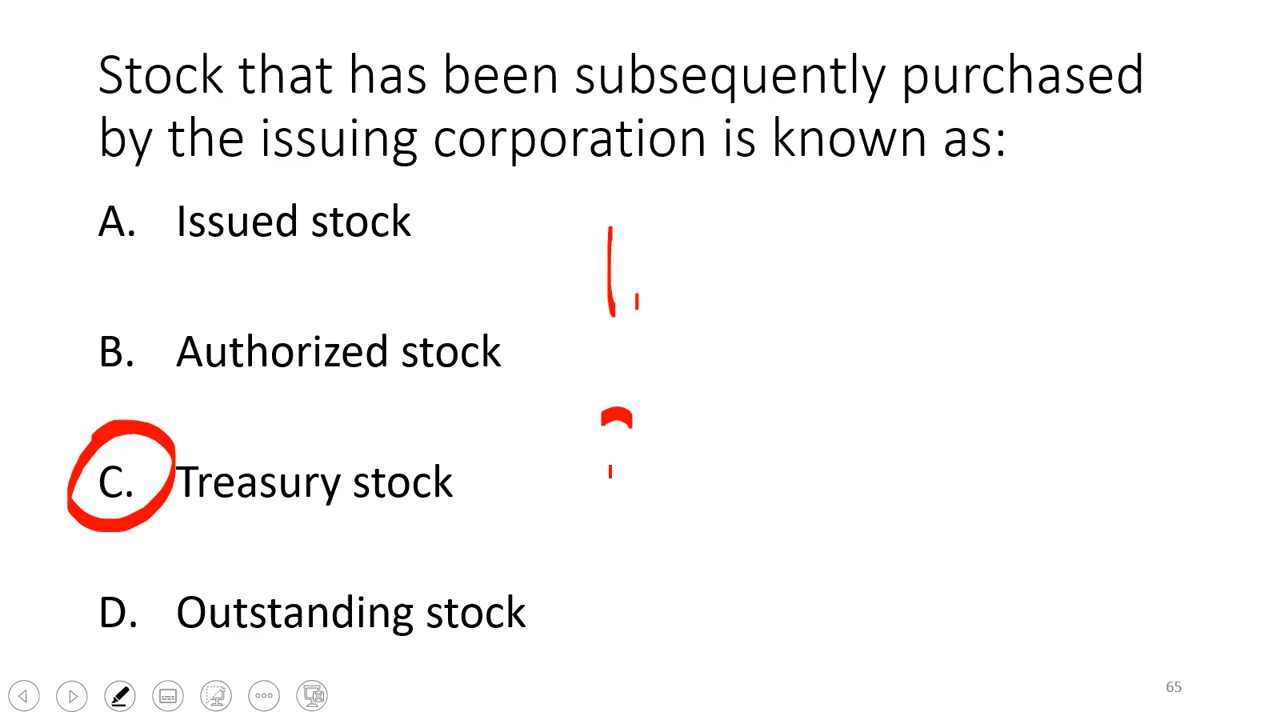 Stock that has been subsequently purchased
by the issuing corporation is known as:
A. Issued stock
B. Authorized stock
C. Treasury stock
D. Outstanding stock
65